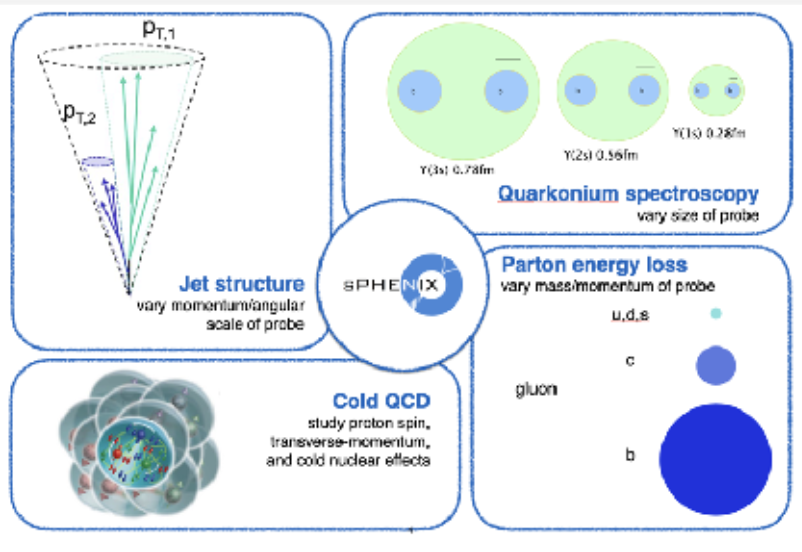 pT,1
pT,2
Jet structure
vary momentum/angular
scale of probe
Y(3s) 0.78fm
Y(2s) 0.56fm
Y(1s) 0.28fm
Quarkonium spectroscopy
vary size of probe
sPHENIX
Parton energy loss
vary mass/momentum of probe
u,d,s
c
gluon
b
Cold QCD
study proton spin,
transverse-momentum,
and cold nuclear effects